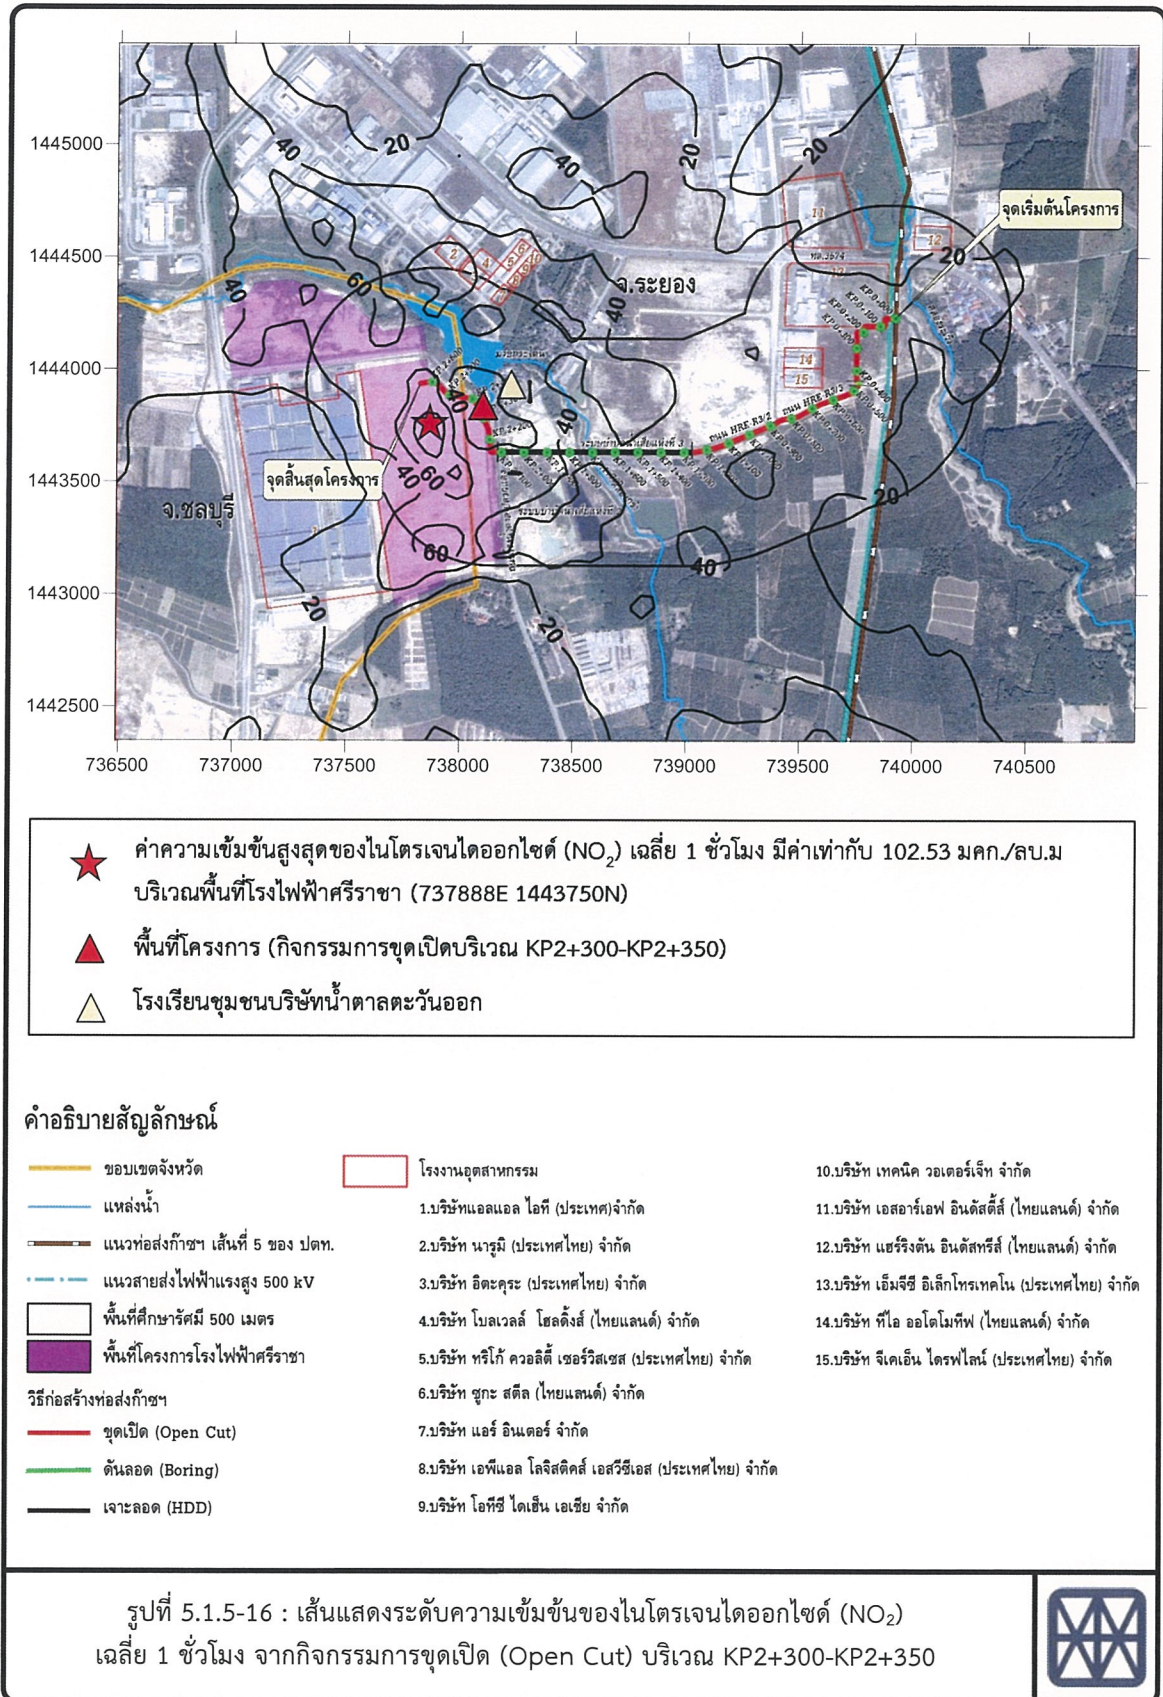 1445000
1444500
1444000
1443500
1443000
1442500
736500 737000 737500 738000 738500 739000 739500 740000 740500
จุดเริ่มต้นโครงการ
จุดสิ้นสุดโครงการ
จ.ระยอง
จ.ชลบุรี
ทล.3574
ถนน HRE-R3/2
ถนน HRE-R3/3
20
40
60
11
12
14
15
2
4
5
6
ค่าความเข้มข้นสูงสุดของไนโตรเจนไดออกไซด์ (NO2) เฉลี่ย 1 ชั่วโมง มีค่าเท่ากับ 102.53 มคก./ลบ.ม
บริเวณพื้นที่โรงไฟฟ้าศรีราชา (737888E 1443750N)
พื้นที่โครงการ (กิจกรรมการขุดเปิดบริเวณ KP2+300-KP2+350)
โรงเรียนชุมชนบริษัทน้ำตาลตะวันออก
คำอธิบายสัญลักษณ์
ขอบเขตจังหวัด
แหล่งน้ำ
แนวท่อส่งก๊าซฯ เส้นที่ 5 ของ ปตท.
แนวสายส่งไฟฟ้าแรงสูง 500 kV
พื้นที่ศึกษารัศมี 500 เมตร
พื้นที่โครงการโรงไฟฟ้าศรีราชา
วิธีก่อสร้างท่อส่งก๊าซฯ
ขุดเปิด (Open Cut)
ดันลอด (Boring)
เจาะลอด (HDD)
โรงงานอุตสาหกรรม
1.บริษัทแอลแอล ไอที (ประเทศ)จำกัด
2.บริษัท นารูมิ (ประเทศไทย) จำกัด
3.บริษัท อิตะคุระ (ประเทศไทย) จำกัด
4.บริษัท โบลเวลล์ โฮลดิ้งส์ (ไทยแลนด์) จำกัด
5.บริษัท ทริโก้ ควอลิตี้ เซอร์วิสเซส (ประเทศไทย) จำกัด
6.บริษัท ซูกะ สตีล (ไทยแลนด์) จำกัด
7.บริษัท แอร์ อินเตอร์ จำกัด
8.บริษัท เอพีแอล โลจิสติคส์ เอสวีซีเอส (ประเทศไทย) จำกัด
9.บริษัท โอทีซี ไดเฮ็น เอเชีย จำกัด
10.บริษัท เทคนิค วอเตอร์เจ็ท จำกัด
11.บริษัท เอสอาร์เอฟ อินดัสตี้ส์ (ไทยแลนด์) จำกัด
12.บริษัท แฮร์ริงตัน อินดัสทรีส์ (ไทยแลนด์) จำกัด
13.บริษัท เอ็มจีซี อิเล็กโทรเทคโน (ประเทศไทย) จำกัด
14.บริษัท ทีไอ ออโตโมทีฟ (ไทยแลนด์) จำกัด
15.บริษัท จีเคเอ็น ไดรฟไลน์ (ประเทศไทย) จำกัด
รูปที่ 5.1.5-16 : เส้นแสดงระดับความเข้มข้นของไนโตรเจนไดออกไซด์ (NO2)
เฉลี่ย 1 ชั่วโมง จากกิจกรรมการขุดเปิด (Open Cut) บริเวณ KP2+300-KP2+350